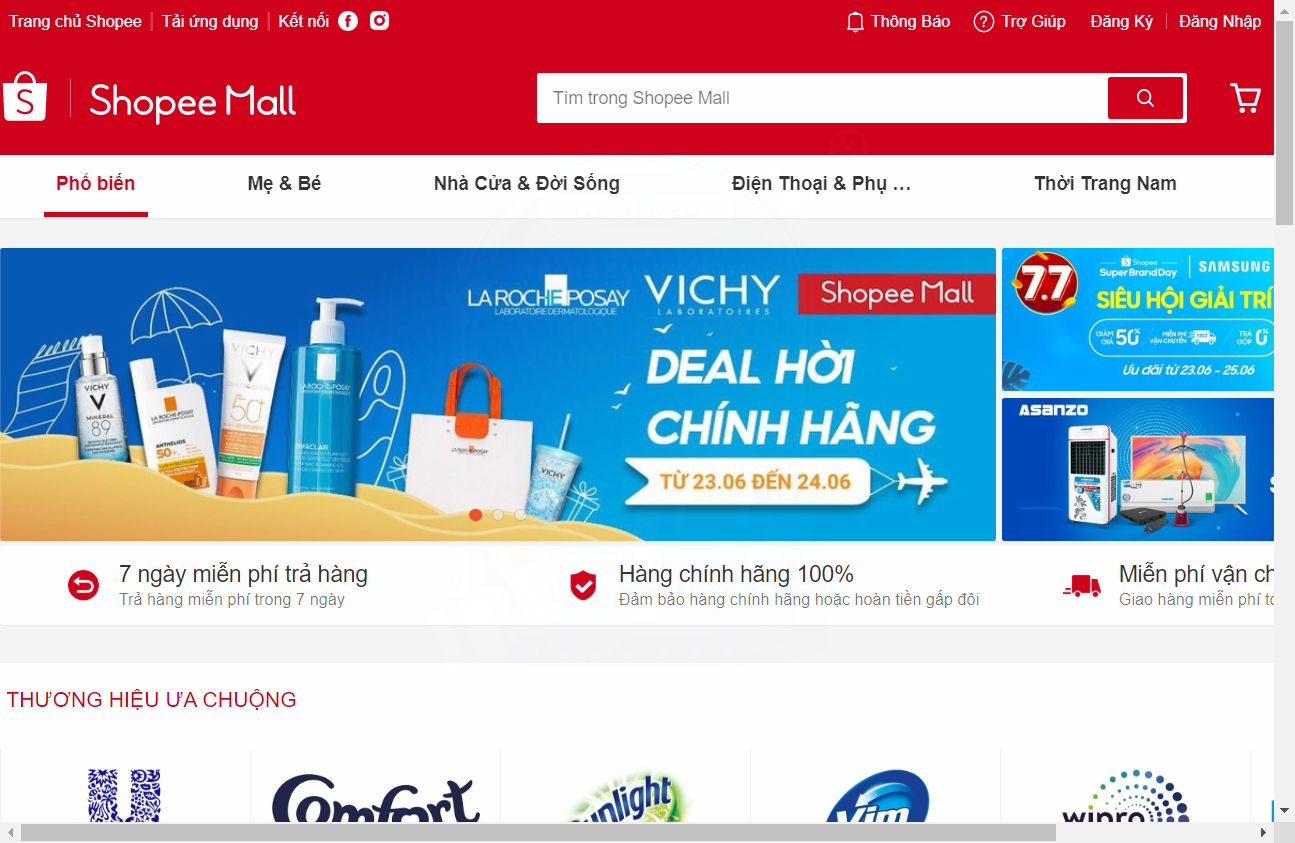 Trang chủ Shopee
Tải ứng dụng
Kết nối
Thông Báo
Trợ Giúp
Đăng Ký
Đăng Nhập
Shopee Mall
Tìm trong Shopee Mall
Phổ biến
Mẹ & Bé
Nhà Cửa & Đời Sống
Điện Thoại & Phụ ...
Thời Trang Nam
LA ROCHE POSAY
LABORATOIRE DERMATOLOGIQUE
VICHY
LABORATOIRES
Shopee Mall
DEAL HỜI
CHÍNH HÃNG
TỪ 23.06 ĐẾN 24.06
VICHY
MINÉRAL
89
LA ROCHE-POSAY
ANTHELIOS
50+
VICHY
50+
LA ROCHE-POSAY
EFFACLAR
LA ROCHE POSAY
VICHY
7.7
Shopee
Super Brand Day
SAMSUNG
SIÊU HỘI GIẢI TRÍ
GIẢM GIÁ 50%
MIỄN PHÍ VẬN CHUYỂN
FREE
TRẢ GÓP 0%
Ưu đãi từ 23.06 - 25.06
ASANZO
7 ngày miễn phí trả hàng
Trả hàng miễn phí trong 7 ngày
Hàng chính hãng 100%
Đảm bảo hàng chính hãng hoặc hoàn tiền gấp đôi
Miễn phí vận ch
Giao hàng miễn phí to
THƯƠNG HIỆU ƯA CHUỘNG
Comfort
Sunlight
Vim
wipro